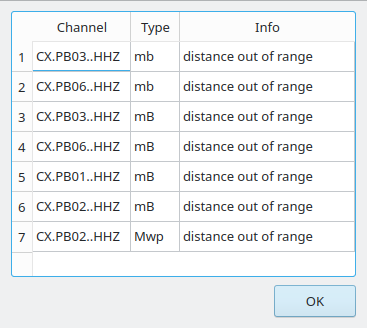 Channel Type Info
1 CX.PB03..HHZ mb distance out of range
2 CX.PB06..HHZ mb distance out of range
3 CX.PB03..HHZ mB distance out of range
4 CX.PB06..HHZ mB distance out of range
5 CX.PB01..HHZ mB distance out of range
6 CX.PB02..HHZ mB distance out of range
7 CX.PB02..HHZ Mwp distance out of range
OK